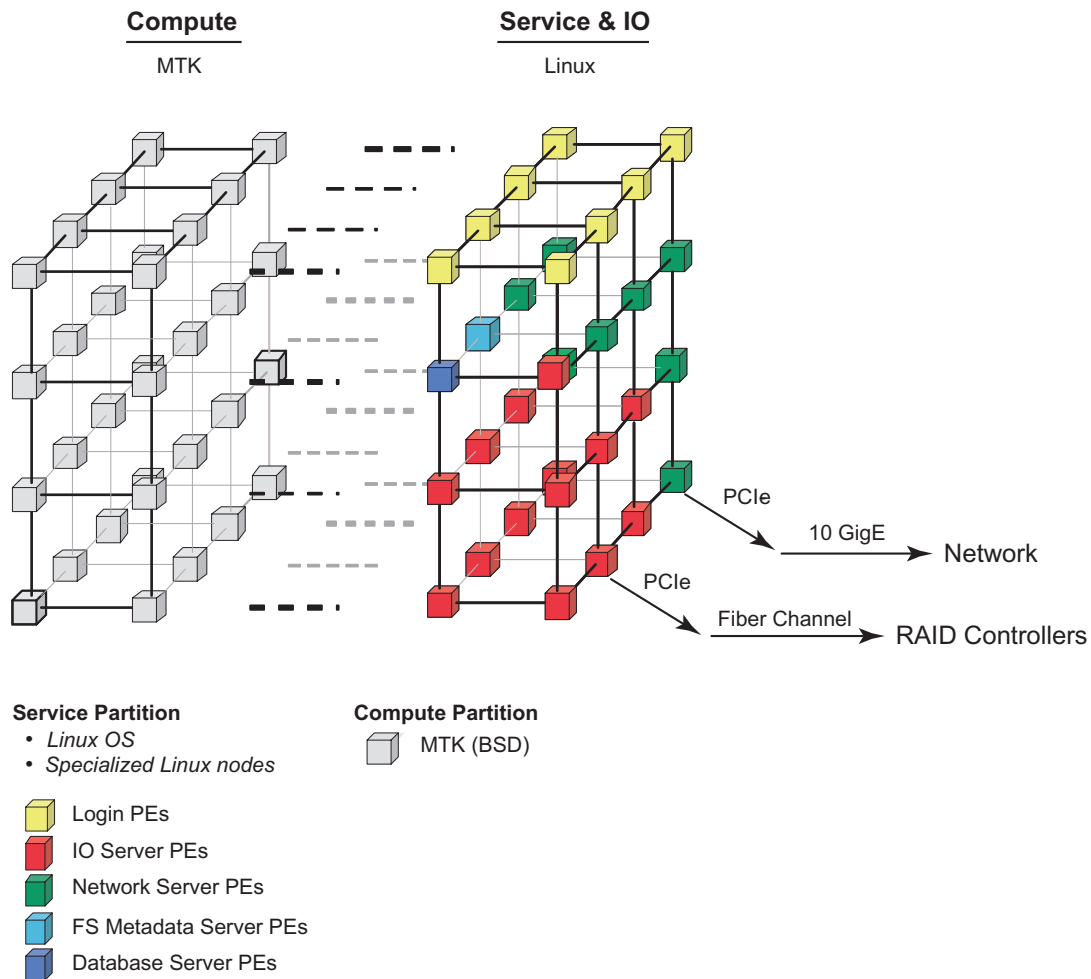 Compute
Service & IO
MTK
Linux
PCIe
10 GigE
Network
PCIe
Fiber Channel
RAID Controllers
Service Partition
• Linux OS
• Specialized Linux nodes
Compute Partition
MTK (BSD)
Login PEs
IO Server PEs
Network Server PEs
FS Metadata Server PEs
Database Server PEs